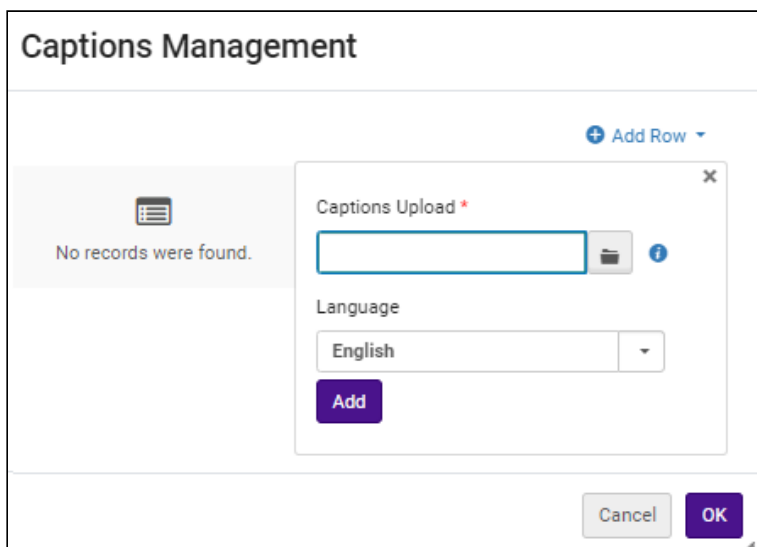 Captions Management
Add Row
No records were found.
Captions Upload *
Language
English
Add
Cancel
OK